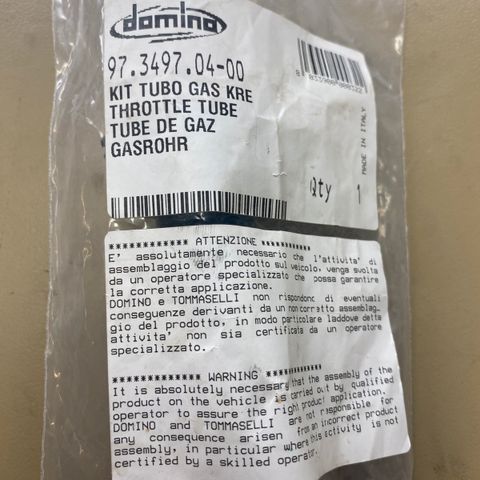 domino
97.3497.04-00
KIT TUBO GAS KRE
THROTTLE TUBE
TUBE DE GAZ
GASROHR
MADE IN ITALY
Qty 1
************ ATTENZIONE ************
E' assolutamente necessario che l'attivita' di
assemblaggio del prodotto sul veicolo, venga svolta
da un operatore specializzato che possa garantire
la corretta applicazione.
DOMINO e TOMMASELLI non rispondono di eventuali
conseguenze derivanti da un non corretto assemblag_
gio del prodotto, in modo particolare laddove detta
attivita' non sia certificata da un operatore
specializzato.
************ WARNING ************
It is absolutely necessary that the assembly of the
product on the vehicle is carried out by qualified
operator to assure the right product application.
DOMINO and TOMMASELLI are not responsible for
any consequence arisen from an incorrect product
assembly, in particular where this activity is not
certified by a skilled operator.